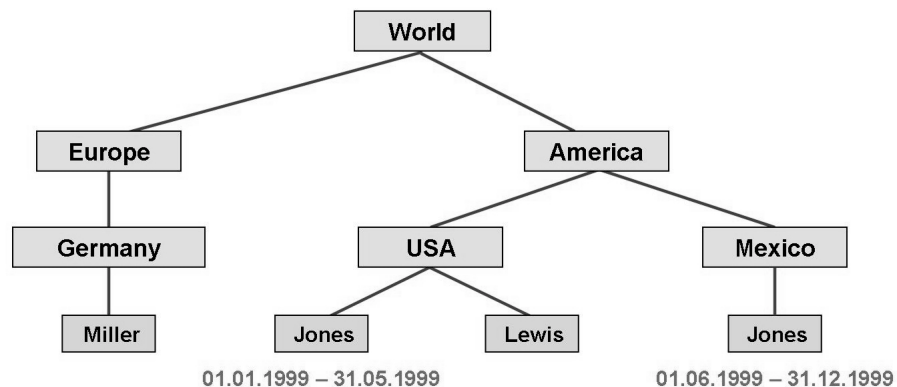 World
Europe
America
Germany
USA
Mexico
Miller
Jones
Lewis
Jones
01.01.1999 – 31.05.1999
01.06.1999 – 31.12.1999